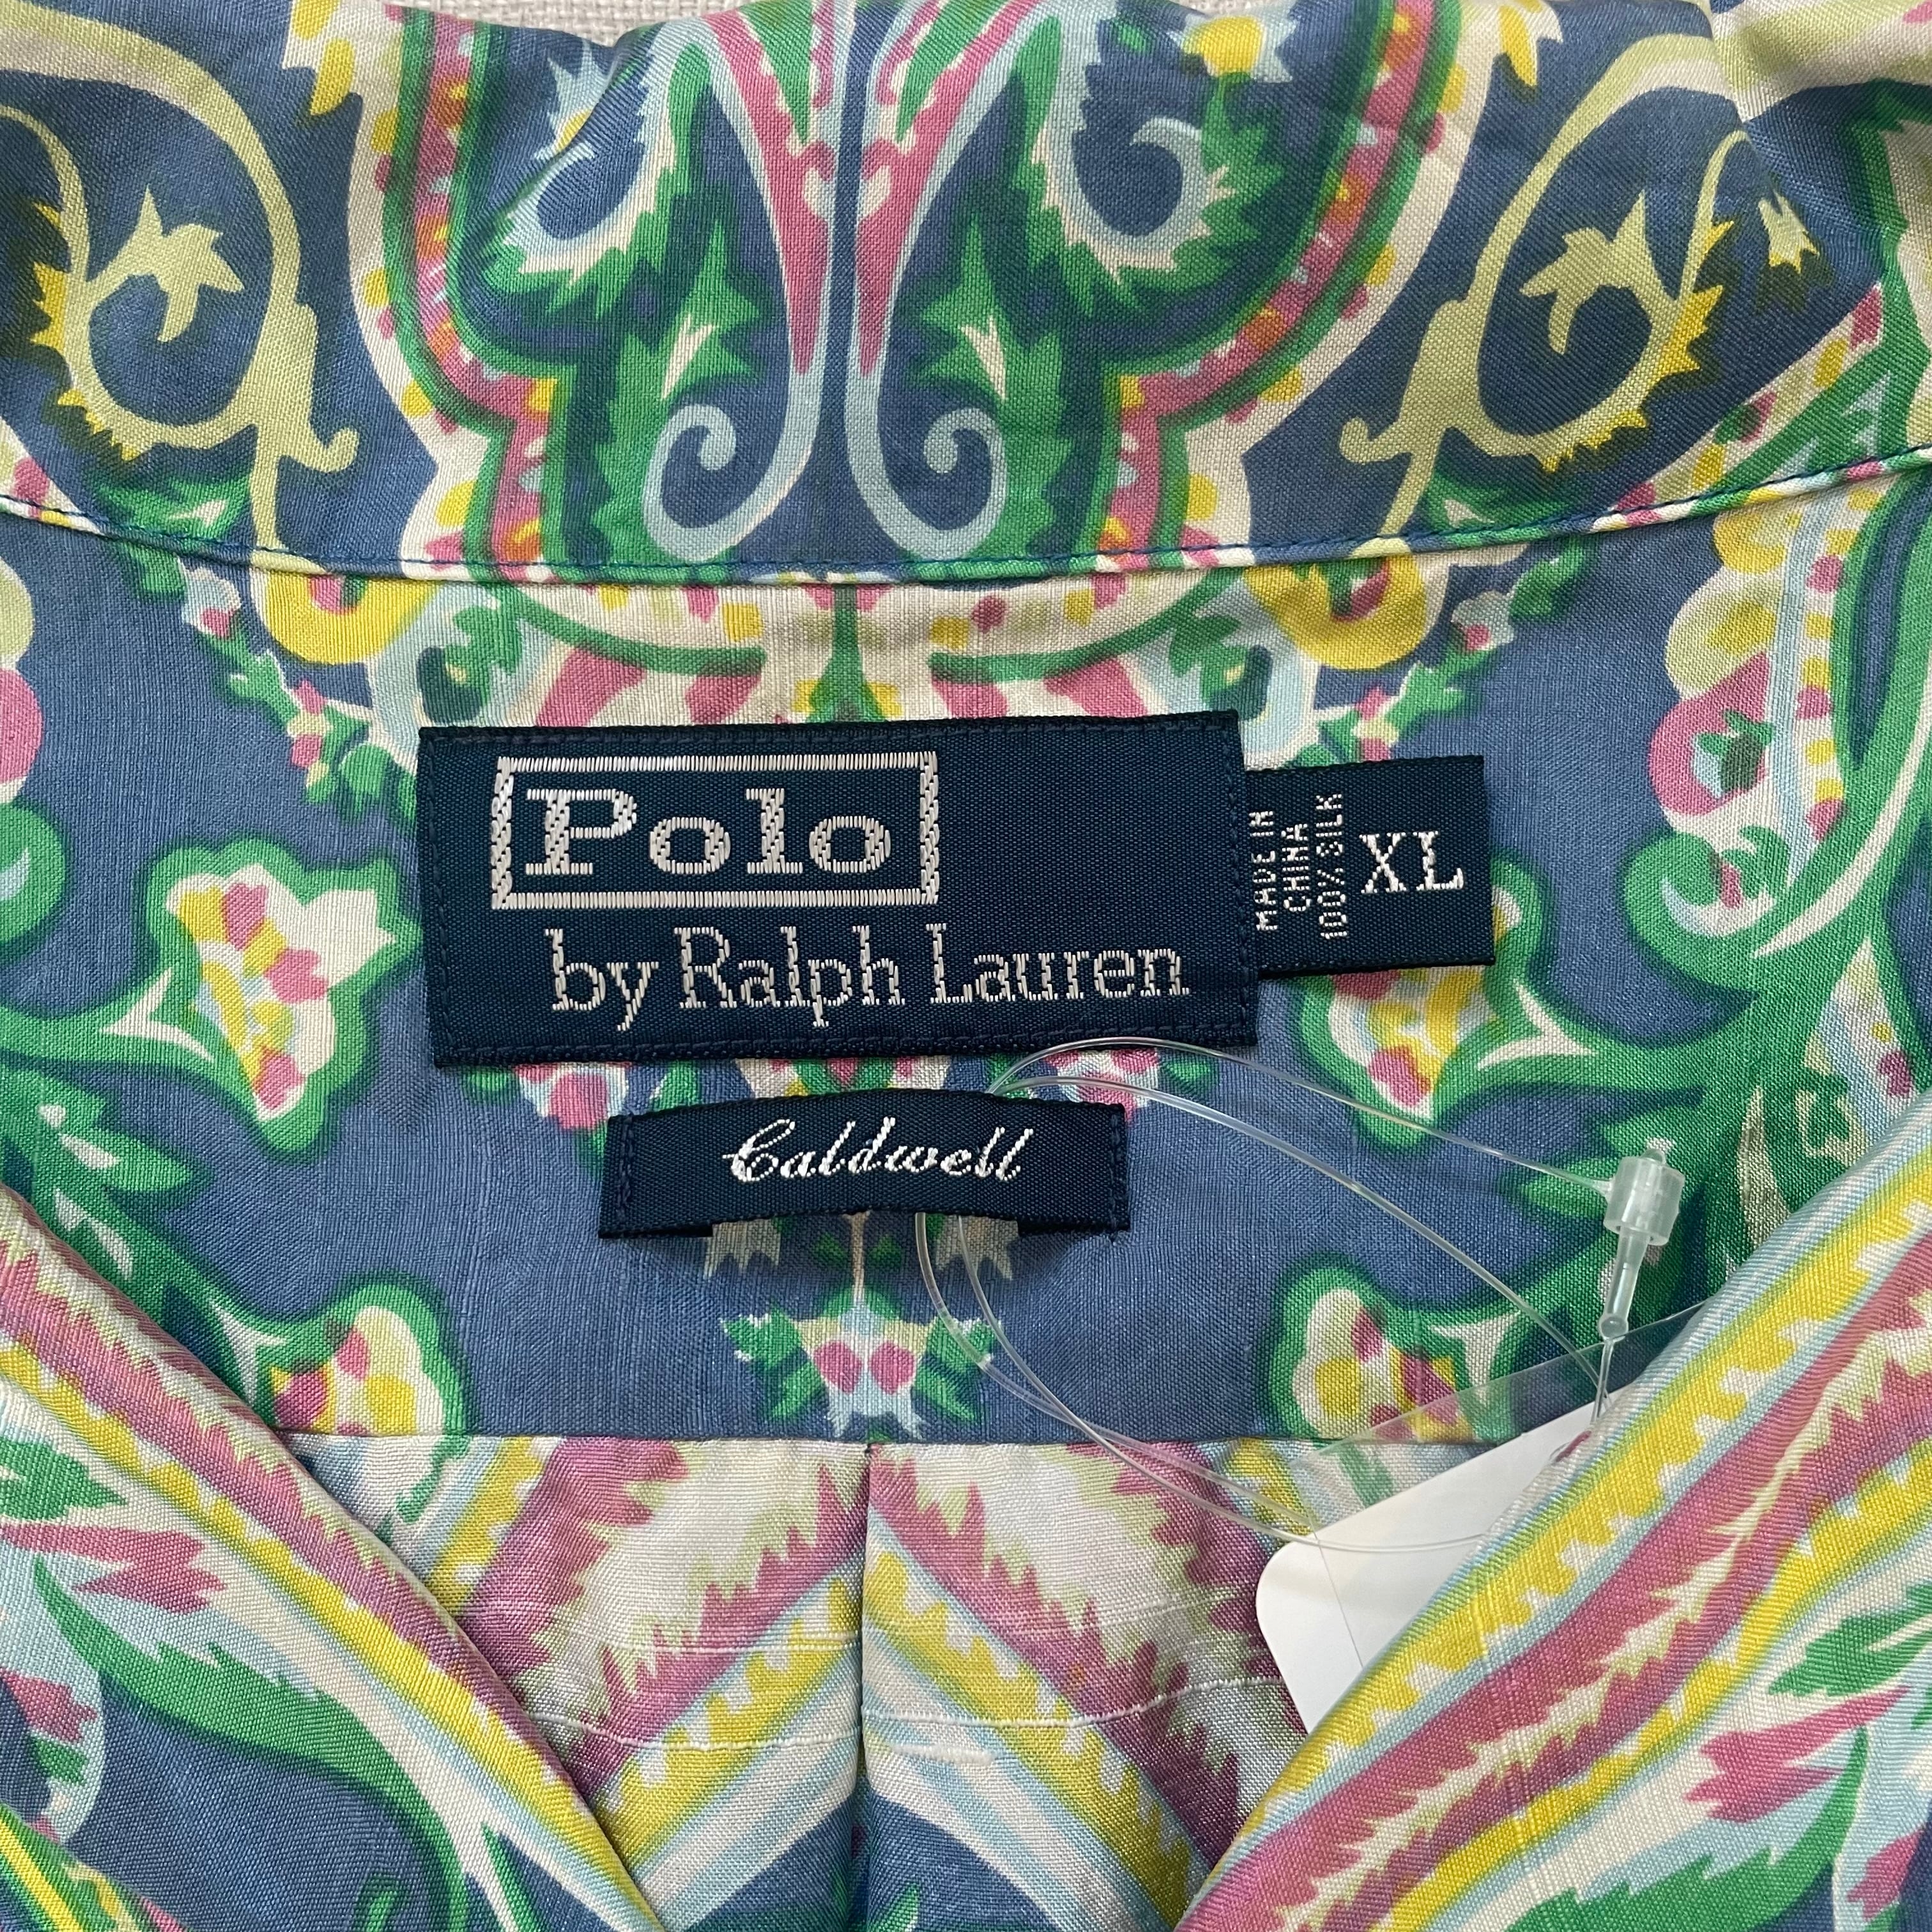 Polo
by Ralph Lauren
MADE IN
CHINA
100% SILK
XL
Caldwell